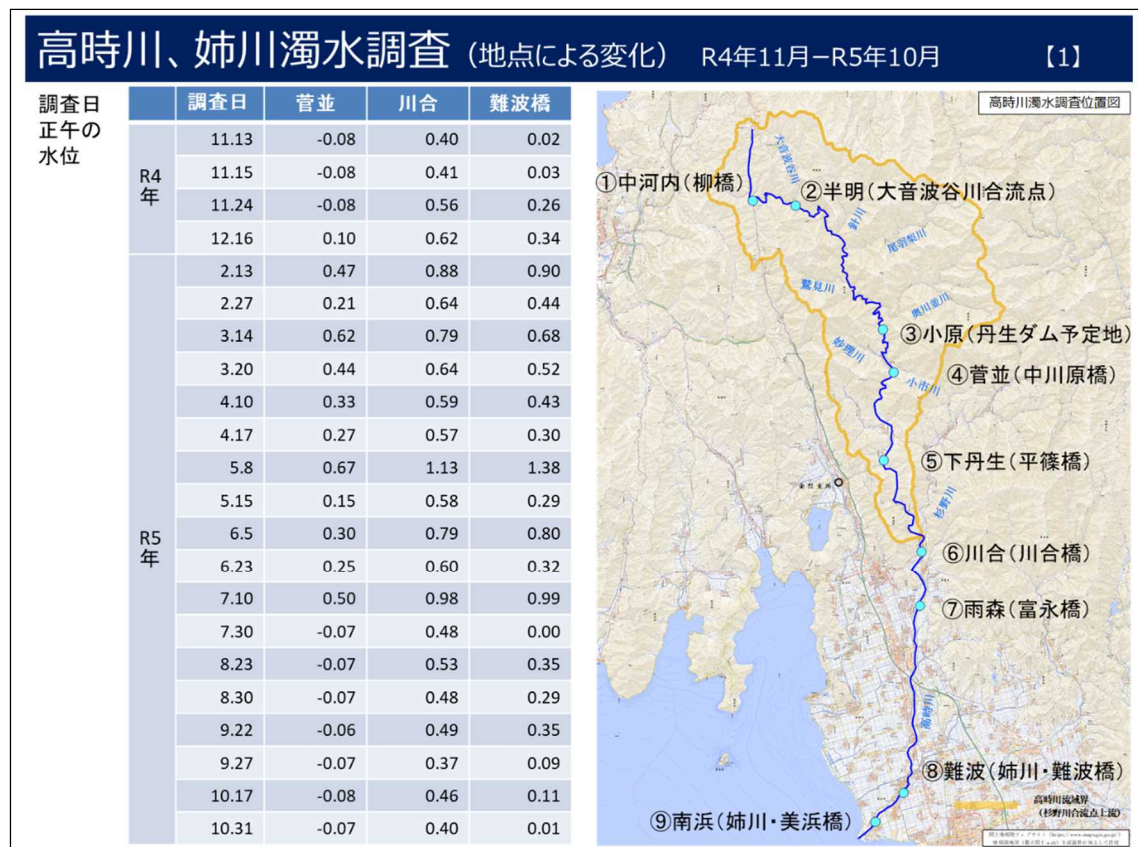 高時川、姉川濁水調査（地点による変化） R4年11月−R5年10月 【1】
調査日
正午の
水位
調査日 菅並 川合 難波橋
R4
年
11.13 -0.08 0.40 0.02
11.15 -0.08 0.41 0.03
11.24 -0.08 0.56 0.26
12.16 0.10 0.62 0.34
R5
年
2.13 0.47 0.88 0.90
2.27 0.21 0.64 0.44
3.14 0.62 0.79 0.68
3.20 0.44 0.64 0.52
4.10 0.33 0.59 0.43
4.17 0.27 0.57 0.30
5.8 0.67 1.13 1.38
5.15 0.15 0.58 0.29
6.5 0.30 0.79 0.80
6.23 0.25 0.60 0.32
7.10 0.50 0.98 0.99
7.30 -0.07 0.48 0.00
8.23 -0.07 0.53 0.35
8.30 -0.07 0.48 0.29
9.22 -0.06 0.49 0.35
9.27 -0.07 0.37 0.09
10.17 -0.08 0.46 0.11
10.31 -0.07 0.40 0.01
高時川濁水調査位置図
大音波谷川
①中河内（柳橋）
②半明（大音波谷川合流点）
針川
尾羽梨川
鷲見川
奥川並川
③小原（丹生ダム予定地）
妙理川
小市川
④菅並（中川原橋）
⑤下丹生（平篠橋）
杉野川
⑥川合（川合橋）
⑦雨森（富永橋）
高時川
⑧難波（姉川・難波橋）
高時川流域界
（杉野川合流点上流）
⑨南浜（姉川・美浜橋）